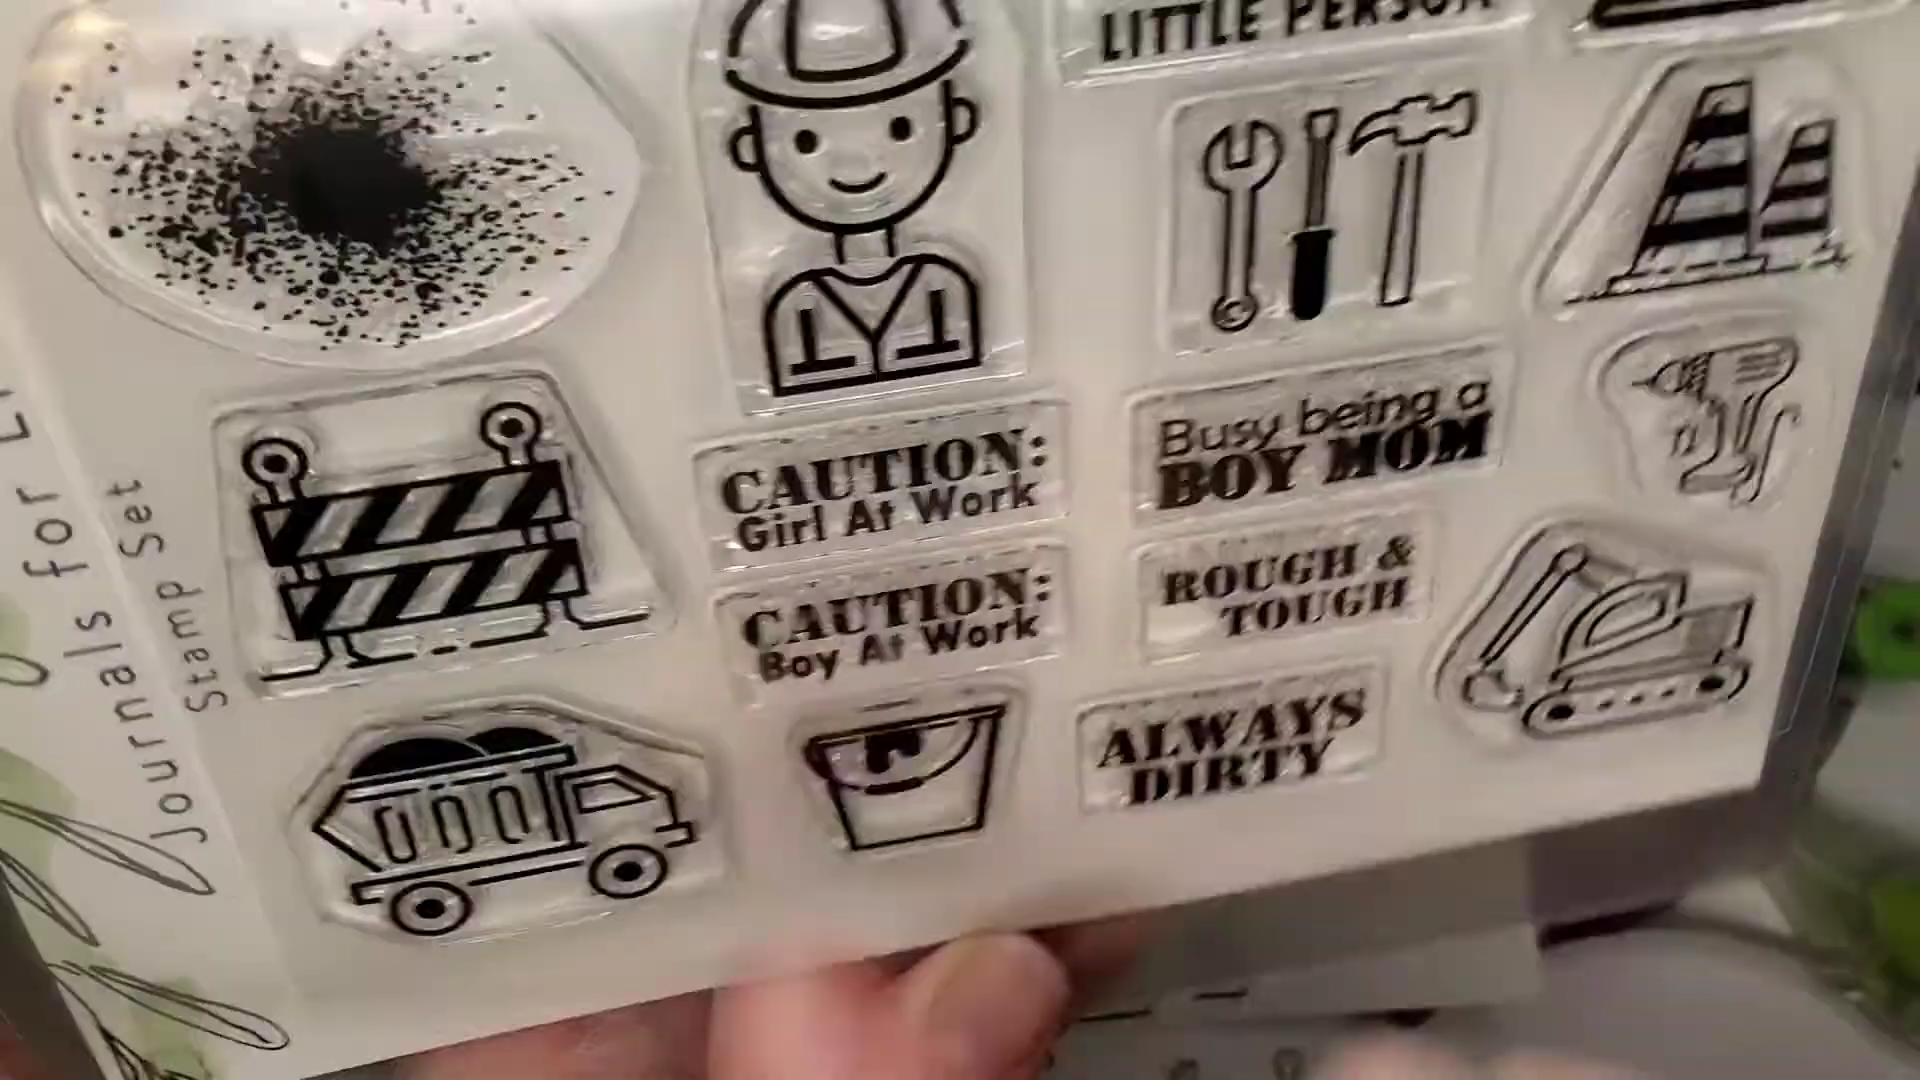 LITTLE PERSON
CAUTION:
Girl At Work
Busy being a
BOY MOM
CAUTION:
Boy At Work
ROUGH &
TOUGH
ALWAYS
DIRTY
Journals for
Stamp Set